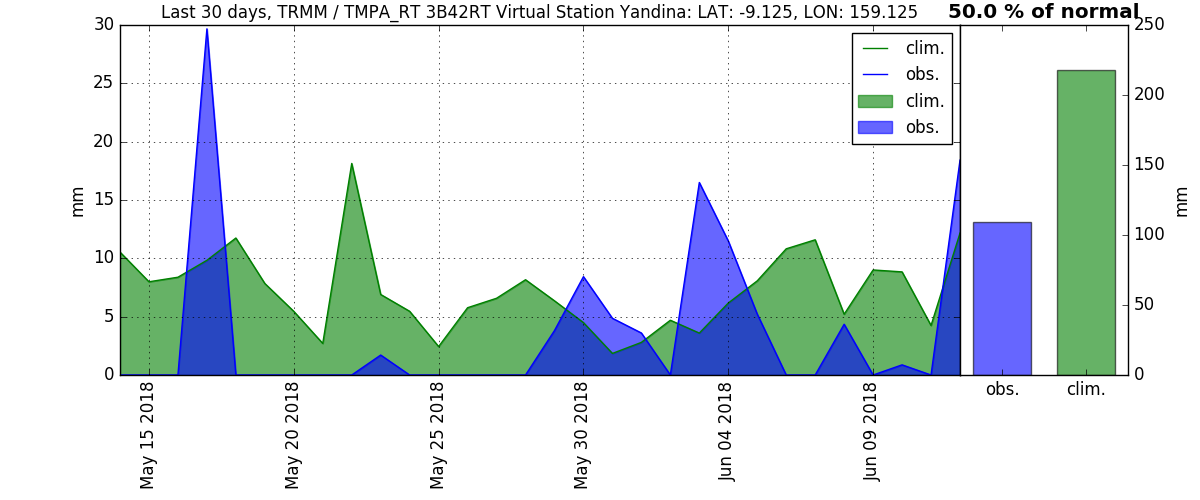 Last 30 days, TRMM / TMPA_RT 3B42RT Virtual Station Yandina: LAT: -9.125, LON: 159.125
50.0 % of normal
30
25
20
15
10
5
0
mm
clim.
obs.
clim.
obs.
May 15 2018
May 20 2018
May 25 2018
May 30 2018
Jun 04 2018
Jun 09 2018
250
200
150
100
50
0
mm
obs.
clim.